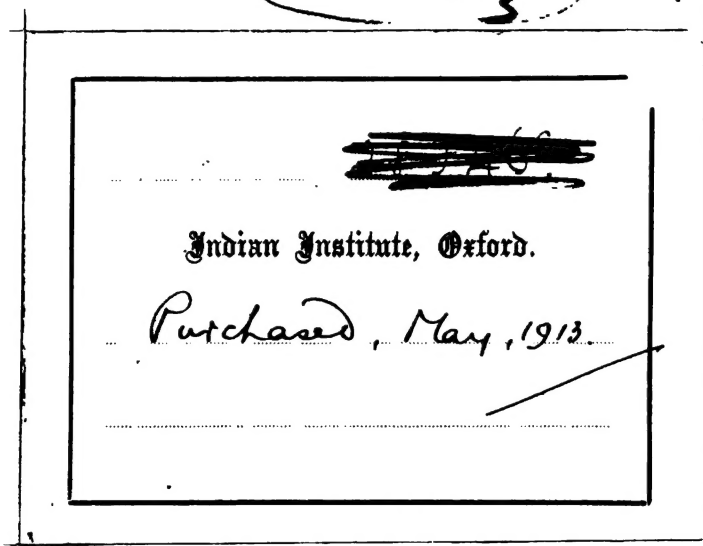 Indian Institute, Oxford.
Purchased, May, 1913.